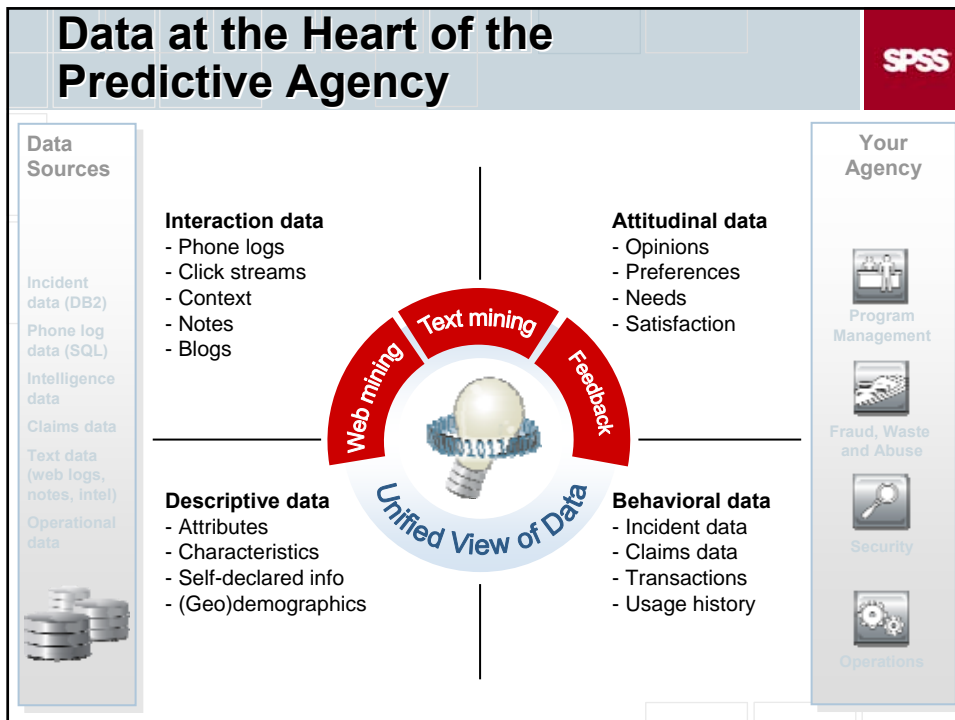 Data at the Heart of the
Predictive Agency
SPSS
Data
Sources
Incident
data (DB2)
Phone log
data (SQL)
Intelligence
data
Claims data
Text data
(web logs,
notes, intel)
Operational
data
Interaction data
- Phone logs
- Click streams
- Context
- Notes
- Blogs
Attitudinal data
- Opinions
- Preferences
- Needs
- Satisfaction
Web mining
Text mining
Feedback
Unified View of Data
Descriptive data
- Attributes
- Characteristics
- Self-declared info
- (Geo)demographics
Behavioral data
- Incident data
- Claims data
- Transactions
- Usage history
Your
Agency
Program
Management
Fraud, Waste
and Abuse
Security
Operations